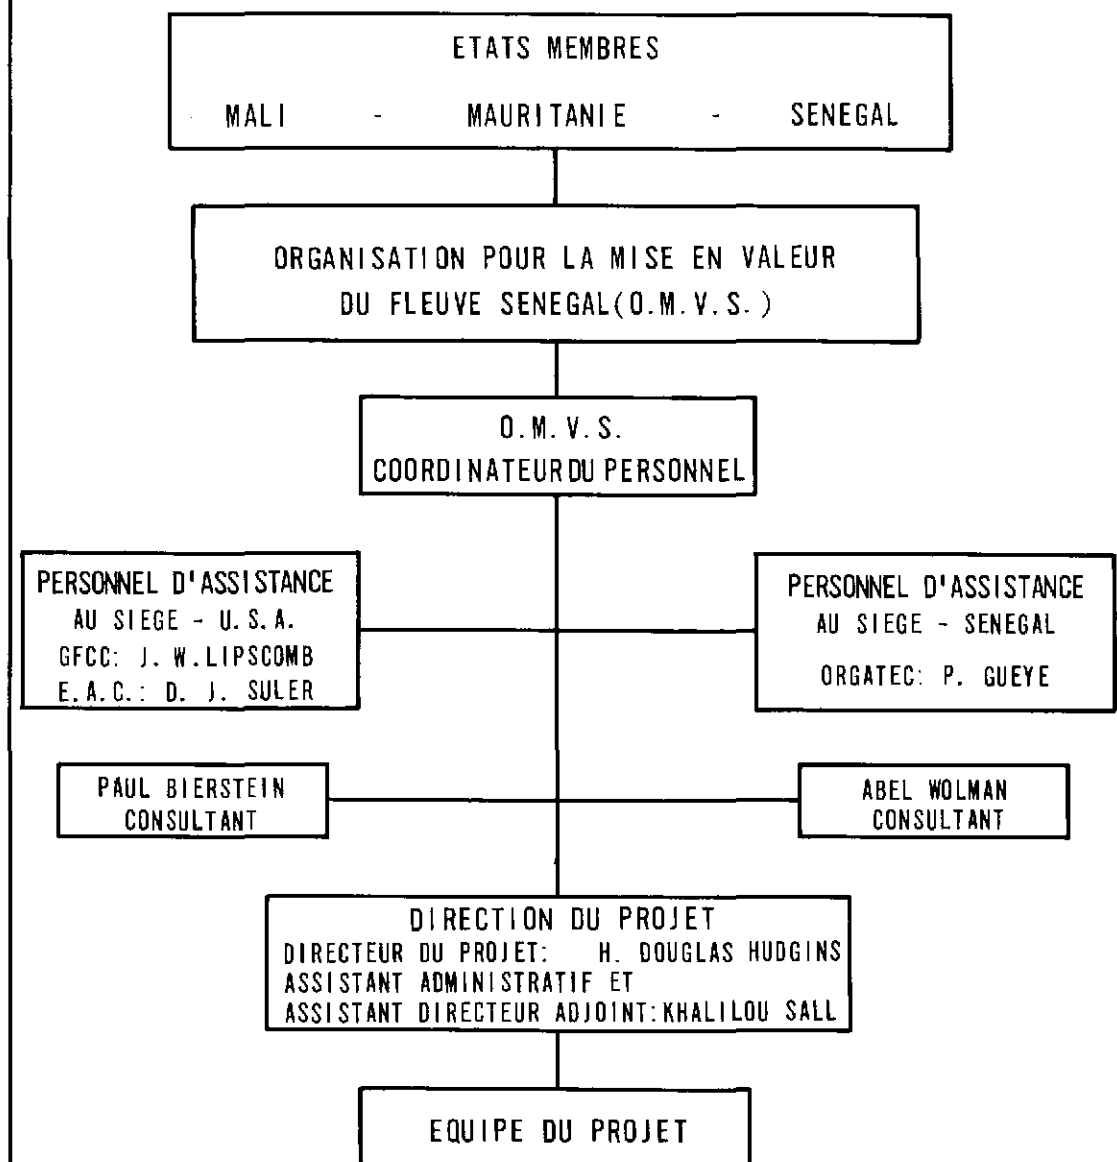 ETATS MEMBRES
MALI - MAURITANIE - SENEGAL
ORGANISATION POUR LA MISE EN VALEUR
DU FLEUVE SENEGAL(O.M.V.S.)
O.M.V.S.
COORDINATEUR DU PERSONNEL
PERSONNEL D'ASSISTANCE
AU SIEGE - U.S.A.
GFCC: J. W. LIPSCOMB
E.A.C.: D. J. SULER
PERSONNEL D'ASSISTANCE
AU SIEGE - SENEGAL
ORGATEC: P. GUEYE
PAUL BIERSTEIN
CONSULTANT
ABEL WOLMAN
CONSULTANT
DIRECTION DU PROJET
DIRECTEUR DU PROJET: H. DOUGLAS HUDGINS
ASSISTANT ADMINISTRATIF ET
ASSISTANT DIRECTEUR ADJOINT: KHALILOU SALL
EQUIPE DU PROJET